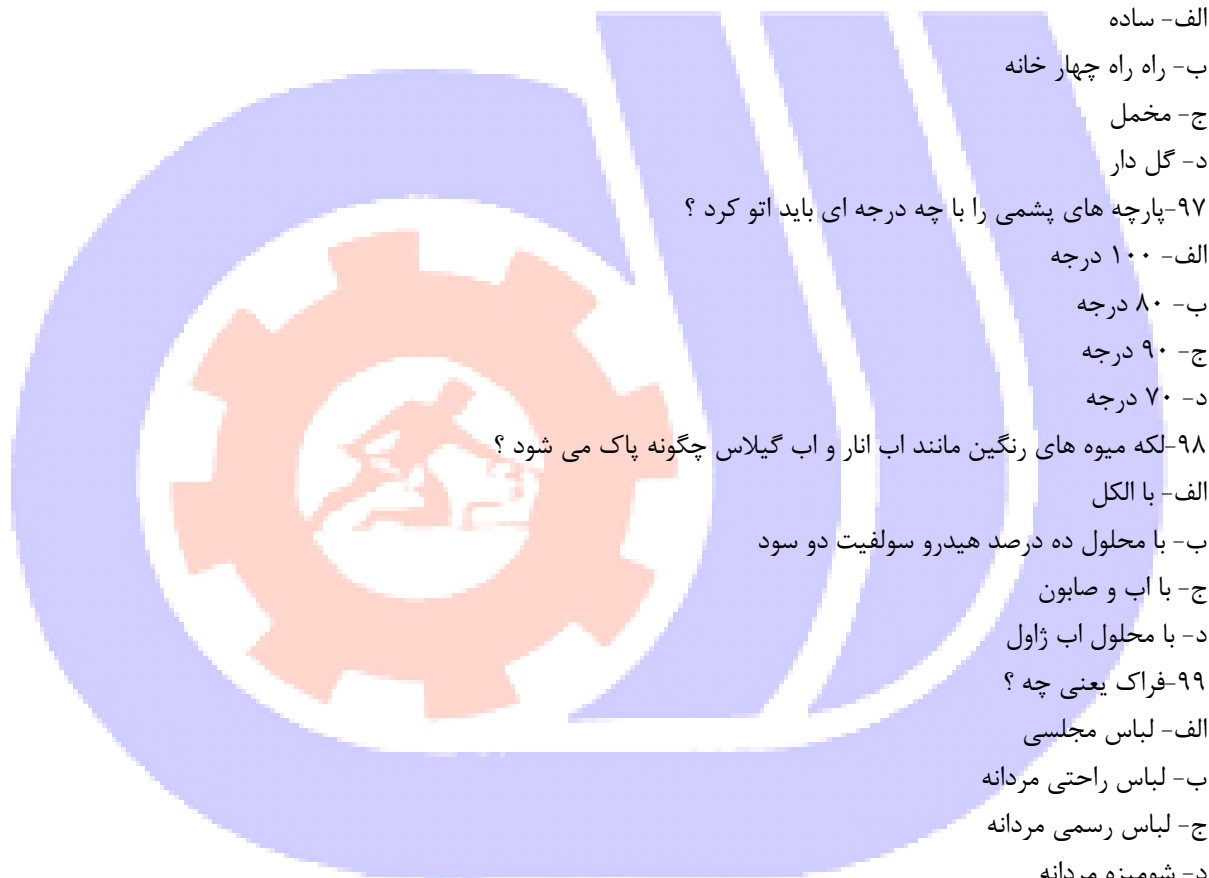 الف- ساده
ب- راه راه چهار خانه
ج- مخمل
د- گل دار
۹۷-پارچه های پشمی را با چه درجه ای باید اتو کرد ؟
الف- ۱۰۰ درجه
ب- ۸۰ درجه
ج- ۹۰ درجه
د- ۷۰ درجه
۹۸-لکه میوه های رنگین مانند اب انار و اب گیلاس چگونه پاک می شود ؟
الف- با الکل
ب- با محلول ده درصد هیدرو سولفیت دو سود
ج- با اب و صابون
د- با محلول اب ژاول
۹۹-فراک یعنی چه ؟
الف- لباس مجلسی
ب- لباس راحتی مردانه
ج- لباس رسمی مردانه
د- شومیزه مردانه